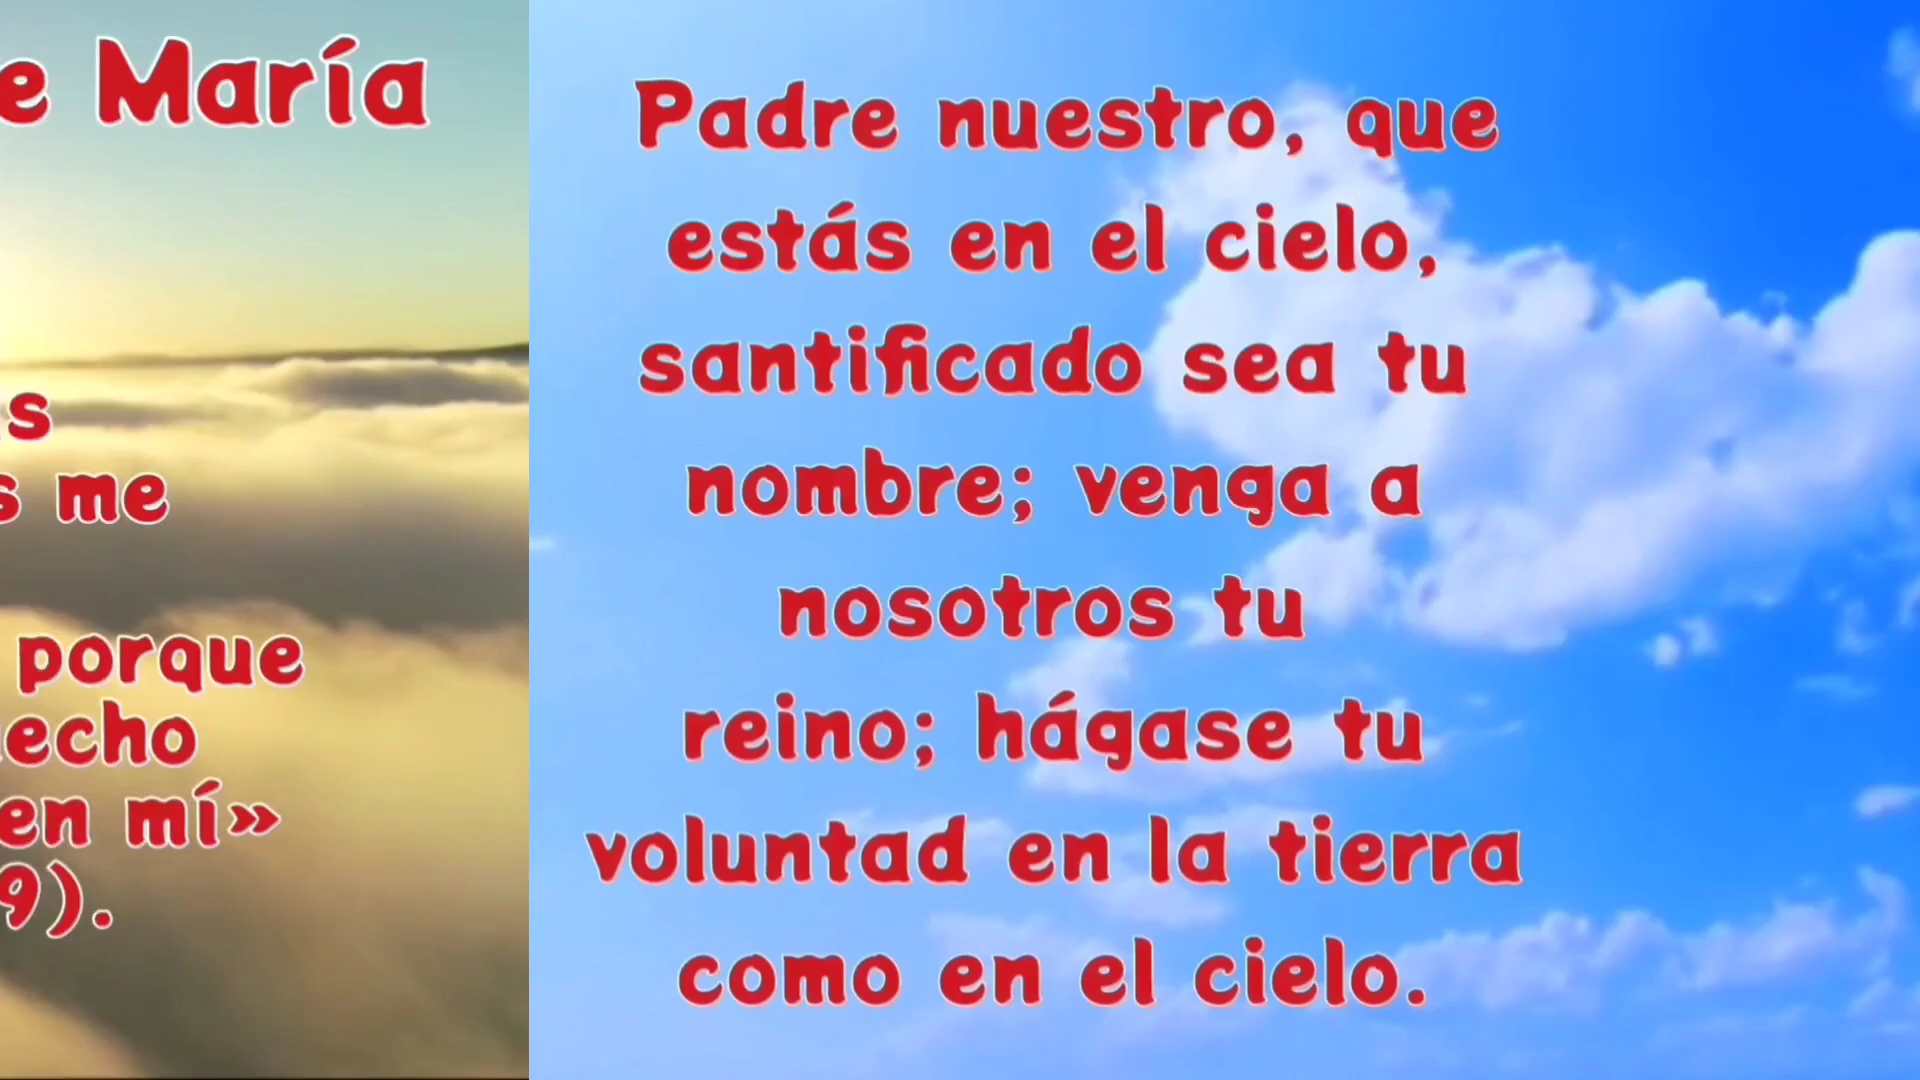 e María
s
s me
porque
echo
en mí»
9).
Padre nuestro, que
estás en el cielo,
santificado sea tu
nombre; venga a
nosotros tu
reino; hágase tu
voluntad en la tierra
como en el cielo.